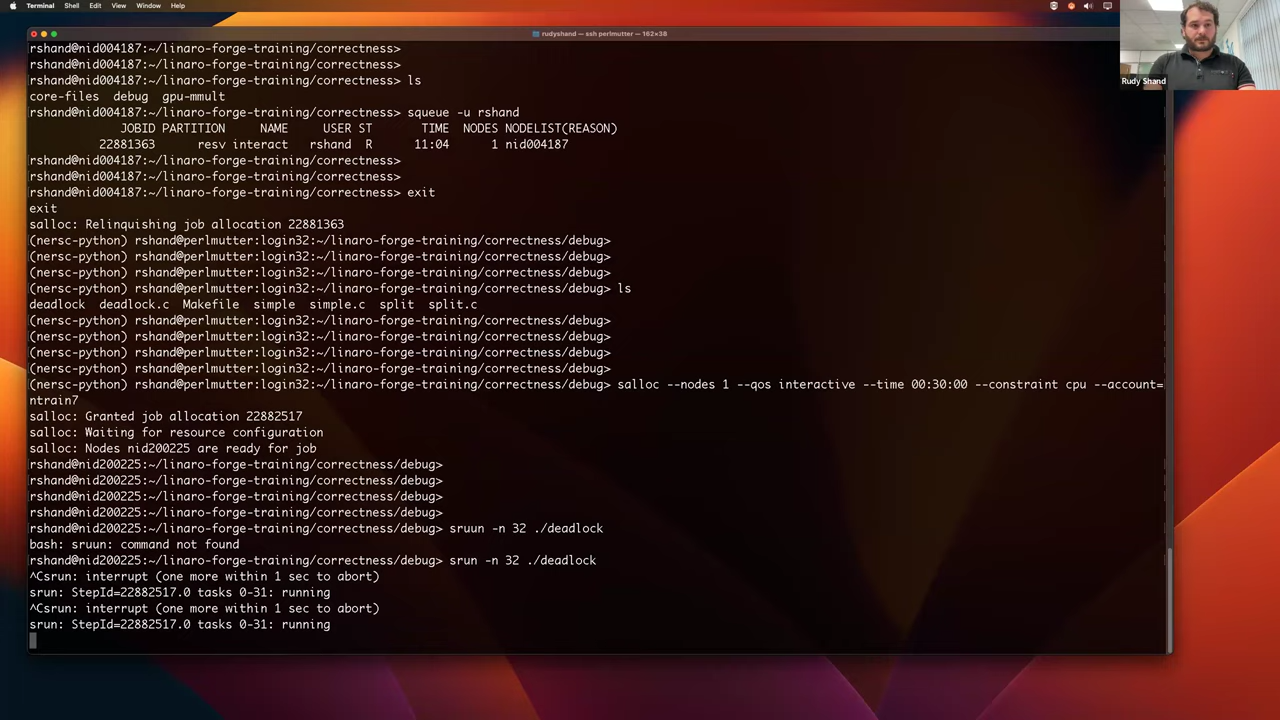 Terminal Shell Edit View Window Help
rudyshand — ssh perlmutter — 162×38
Rudy Shand
rshand@nid004187:~/linaro-forge-training/correctness>
rshand@nid004187:~/linaro-forge-training/correctness>
rshand@nid004187:~/linaro-forge-training/correctness> ls
core-files debug gpu-mmult
rshand@nid004187:~/linaro-forge-training/correctness> squeue -u rshand
JOBID PARTITION NAME USER ST TIME NODES NODELIST(REASON)
22881363 resv interact rshand R 11:04 1 nid004187
rshand@nid004187:~/linaro-forge-training/correctness>
rshand@nid004187:~/linaro-forge-training/correctness>
rshand@nid004187:~/linaro-forge-training/correctness> exit
exit
salloc: Relinquishing job allocation 22881363
(nersc-python) rshand@perlmutter:login32:~/linaro-forge-training/correctness/debug>
(nersc-python) rshand@perlmutter:login32:~/linaro-forge-training/correctness/debug>
(nersc-python) rshand@perlmutter:login32:~/linaro-forge-training/correctness/debug>
(nersc-python) rshand@perlmutter:login32:~/linaro-forge-training/correctness/debug> ls
deadlock deadlock.c Makefile simple simple.c split split.c
(nersc-python) rshand@perlmutter:login32:~/linaro-forge-training/correctness/debug>
(nersc-python) rshand@perlmutter:login32:~/linaro-forge-training/correctness/debug>
(nersc-python) rshand@perlmutter:login32:~/linaro-forge-training/correctness/debug>
(nersc-python) rshand@perlmutter:login32:~/linaro-forge-training/correctness/debug>
(nersc-python) rshand@perlmutter:login32:~/linaro-forge-training/correctness/debug> salloc --nodes 1 --qos interactive --time 00:30:00 --constraint cpu --account=
ntrain7
salloc: Granted job allocation 22882517
salloc: Waiting for resource configuration
salloc: Nodes nid200225 are ready for job
rshand@nid200225:~/linaro-forge-training/correctness/debug>
rshand@nid200225:~/linaro-forge-training/correctness/debug>
rshand@nid200225:~/linaro-forge-training/correctness/debug>
rshand@nid200225:~/linaro-forge-training/correctness/debug>
rshand@nid200225:~/linaro-forge-training/correctness/debug> sruun -n 32 ./deadlock
bash: sruun: command not found
rshand@nid200225:~/linaro-forge-training/correctness/debug> srun -n 32 ./deadlock
^Csrun: interrupt (one more within 1 sec to abort)
srun: StepId=22882517.0 tasks 0-31: running
^Csrun: interrupt (one more within 1 sec to abort)
srun: StepId=22882517.0 tasks 0-31: running